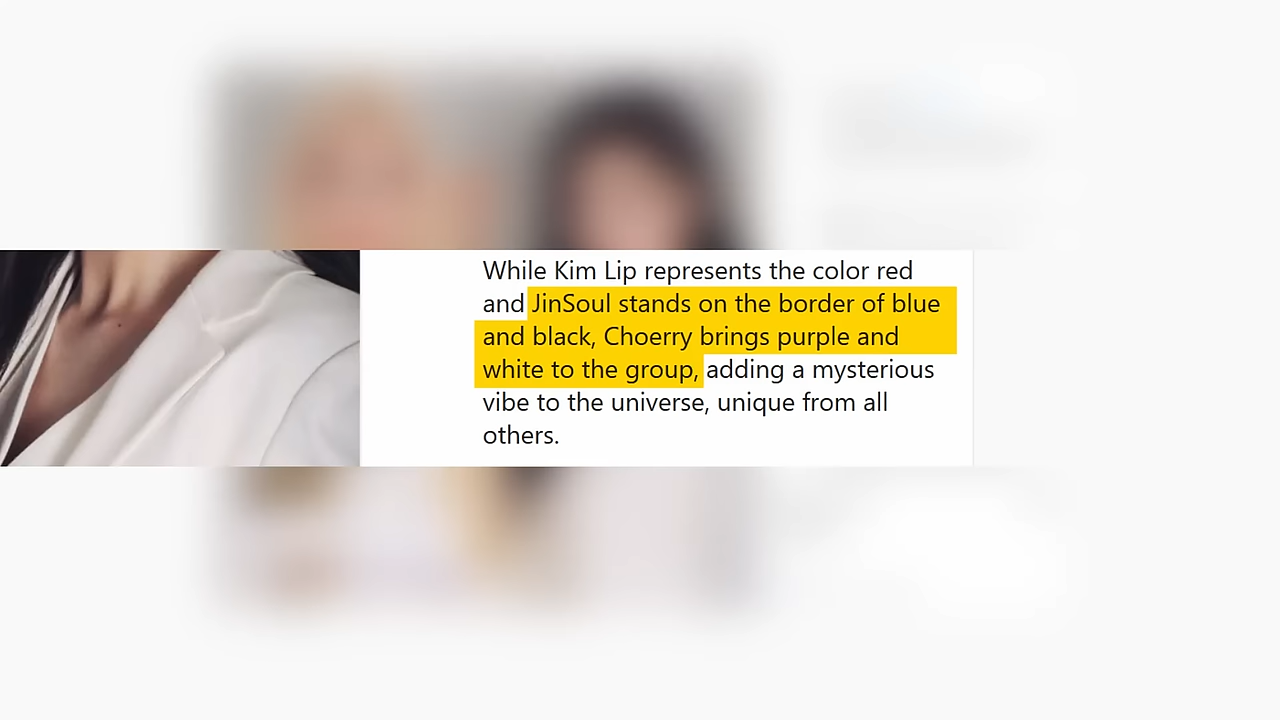 While Kim Lip represents the color red
and JinSoul stands on the border of blue
and black, Choerry brings purple and
white to the group, adding a mysterious
vibe to the universe, unique from all
others.